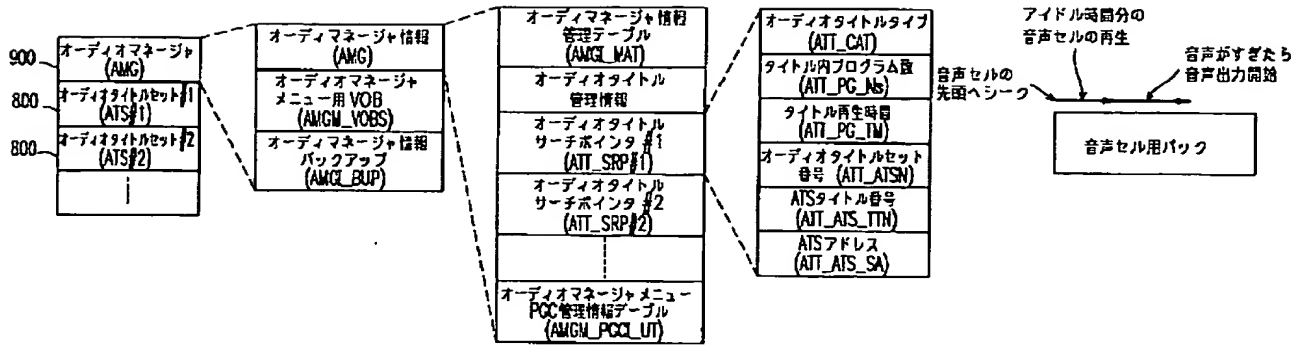 900
オーディオマネージャ
(AMG)
800
オーディオタイトルセット#1
(ATS#1)
800
オーディオタイトルセット#2
(ATS#2)
オーディマネージャ情報
(AMG)
オーディオマネージャ
メニュー用VOB
(AMGM_VOBS)
オーディマネージャ情報
バックアップ
(AMGI_BUP)
オーディマネージャ情報
管理テーブル
(AMGI_MAT)
オーディオタイトル
管理情報
オーディオタイトル
サーチポインタ #1
(ATT_SRP#1)
オーディオタイトル
サーチポインタ #2
(ATT_SRP#2)
オーディオマネージャメニュー
PGC管理情報テーブル
(AMGM_PGCI_UT)
オーディオタイトルタイプ
(ATT_CAT)
タイトル内プログラム数
(ATT_PG_Ns)
タイトル再生時間
(ATT_PG_TM)
オーディオタイトルセット
番号 (ATT_ATSN)
ATSタイトル番号
(ATT_ATS_TTN)
ATSアドレス
(ATT_ATS_SA)
アイドル時間分の
音声セルの再生
音声セルの
先頭へシーク
音声がすぎたら
音声出力開始
音声セル用パック